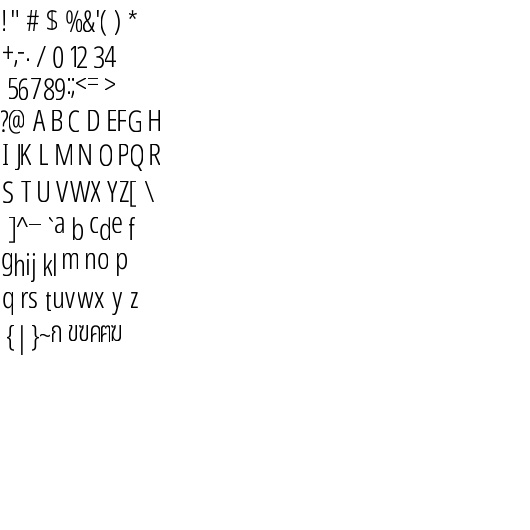 !" # $ %&'( ) *
+,-. / 0 12 34
56789:;<= >
?@ A B C D EFG H
I JK L M N O PQ R
S T U VWX YZ[ \
]^_ `a b cde f
ghij kl m no p
q rs tuvwx y z
{ | }~ก ขฃคฅฆ